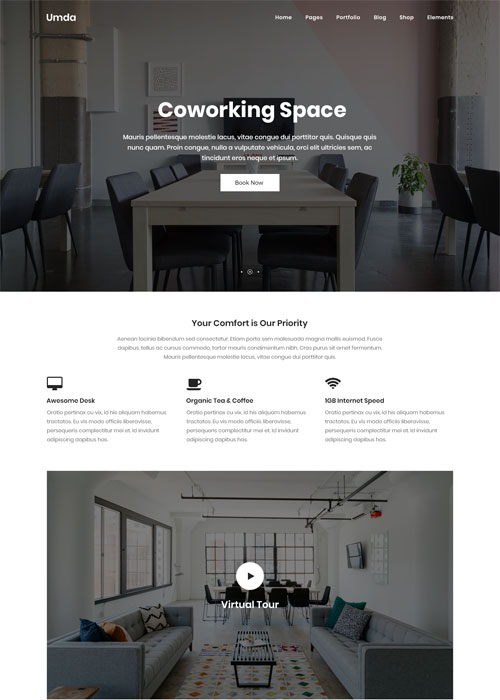 Umda
Home Pages Portfolio Blog Shop Elements
Coworking Space
Mauris pellentesque molestie lacus, vitae congue dui porttitor quis. Quisque quis
nunc quam. Proin congue, nulla a vulputate vehicula, orci elit ultricies sem, ac
tincidunt eros neque et ipsum.
Book Now
Your Comfort is Our Priority
Aenean lacinia bibendum sed consectetur. Etiam porta sem malesuada magna mollis euismod. Fusce
dapibus, tellus ac cursus commodo, tortor mauris condimentum nibh. Cras purus sit amet fermentum.
Mauris pellentesque molestie lacus, vitae congue dui porttitor quis.
Awesome Desk
Oratio pertinax cu vix, id his aliquam habemus
tractatos. Eu vis modo officiis liberavisse,
persequeris complectitur mei et. Id invidunt
adipiscing dapibus has.
Organic Tea & Coffee
Oratio pertinax cu vix, id his aliquam habemus
tractatos. Eu vis modo officiis liberavisse,
persequeris complectitur mei et. Id invidunt
adipiscing dapibus has.
1GB Internet Speed
Oratio pertinax cu vix, id his aliquam habemus
tractatos. Eu vis modo officiis liberavisse,
persequeris complectitur mei et. Id invidunt
adipiscing dapibus has.
Virtual Tour